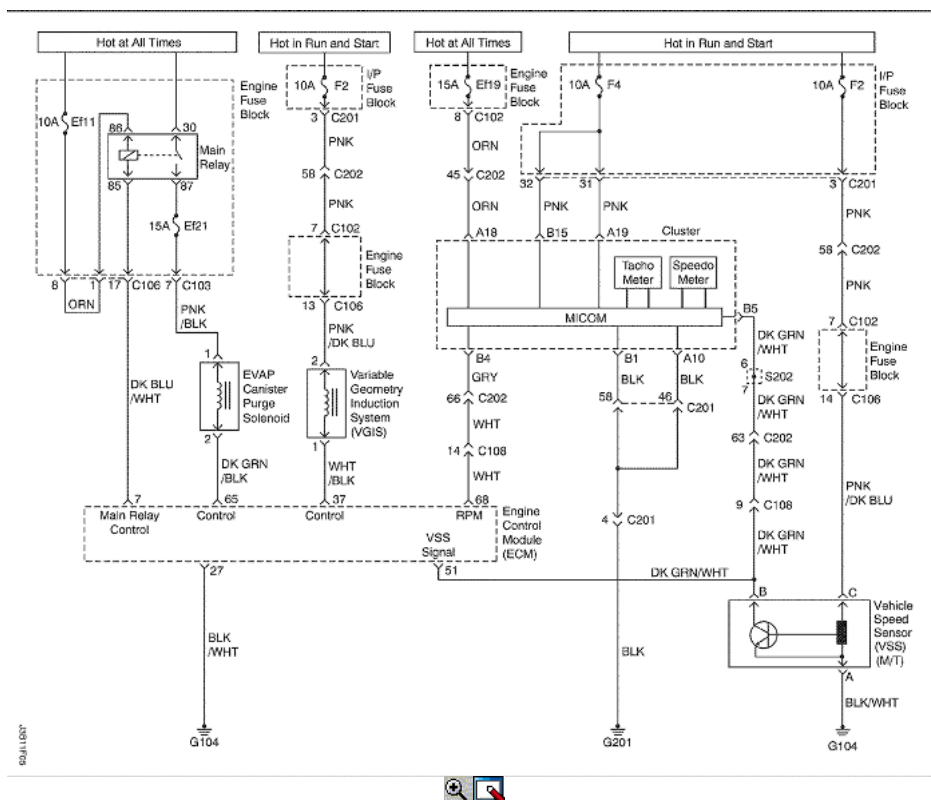 Hot at All Times
Hot in Run and Start
Hot at All Times
Hot in Run and Start
10A Ef11
86
30
Main
Relay
85
87
15A Ef21
Engine
Fuse
Block
8
1
17
C106
7
C103
ORN
PNK
/BLK
10A F2
I/P
Fuse
Block
3 C201
PNK
58 C202
PNK
7 C102
Engine
Fuse
Block
13 C106
PNK
/DK BLU
15A Ef19
Engine
Fuse
Block
8 C102
ORN
45 C202
ORN
A18
10A F4
10A F2
I/P
Fuse
Block
32
31
3 C201
PNK
PNK
B15
A19
Cluster
Tacho
Meter
Speedo
Meter
MICOM
B5
PNK
58 C202
PNK
7 C102
Engine
Fuse
Block
14 C106
PNK
/DK BLU
DK BLU
/WHT
1
EVAP
Canister
Purge
Solenoid
2
DK GRN
/BLK
2
Variable
Geometry
Induction
System
(VGIS)
1
WHT
/BLK
B4
GRY
66 C202
WHT
14 C108
WHT
B1
A10
BLK
BLK
58
46
C201
4 C201
BLK
DK GRN
/WHT
6
S202
7
DK GRN
/WHT
63 C202
DK GRN
/WHT
9 C108
DK GRN
/WHT
7
65
37
68
Main Relay
Control
Control
Control
RPM
VSS
Signal
Engine
Control
Module
(ECM)
27
51
DK GRN/WHT
B
C
Vehicle
Speed
Sensor
(VSS)
(M/T)
A
BLK
/WHT
BLK/WHT
G104
G201
G104